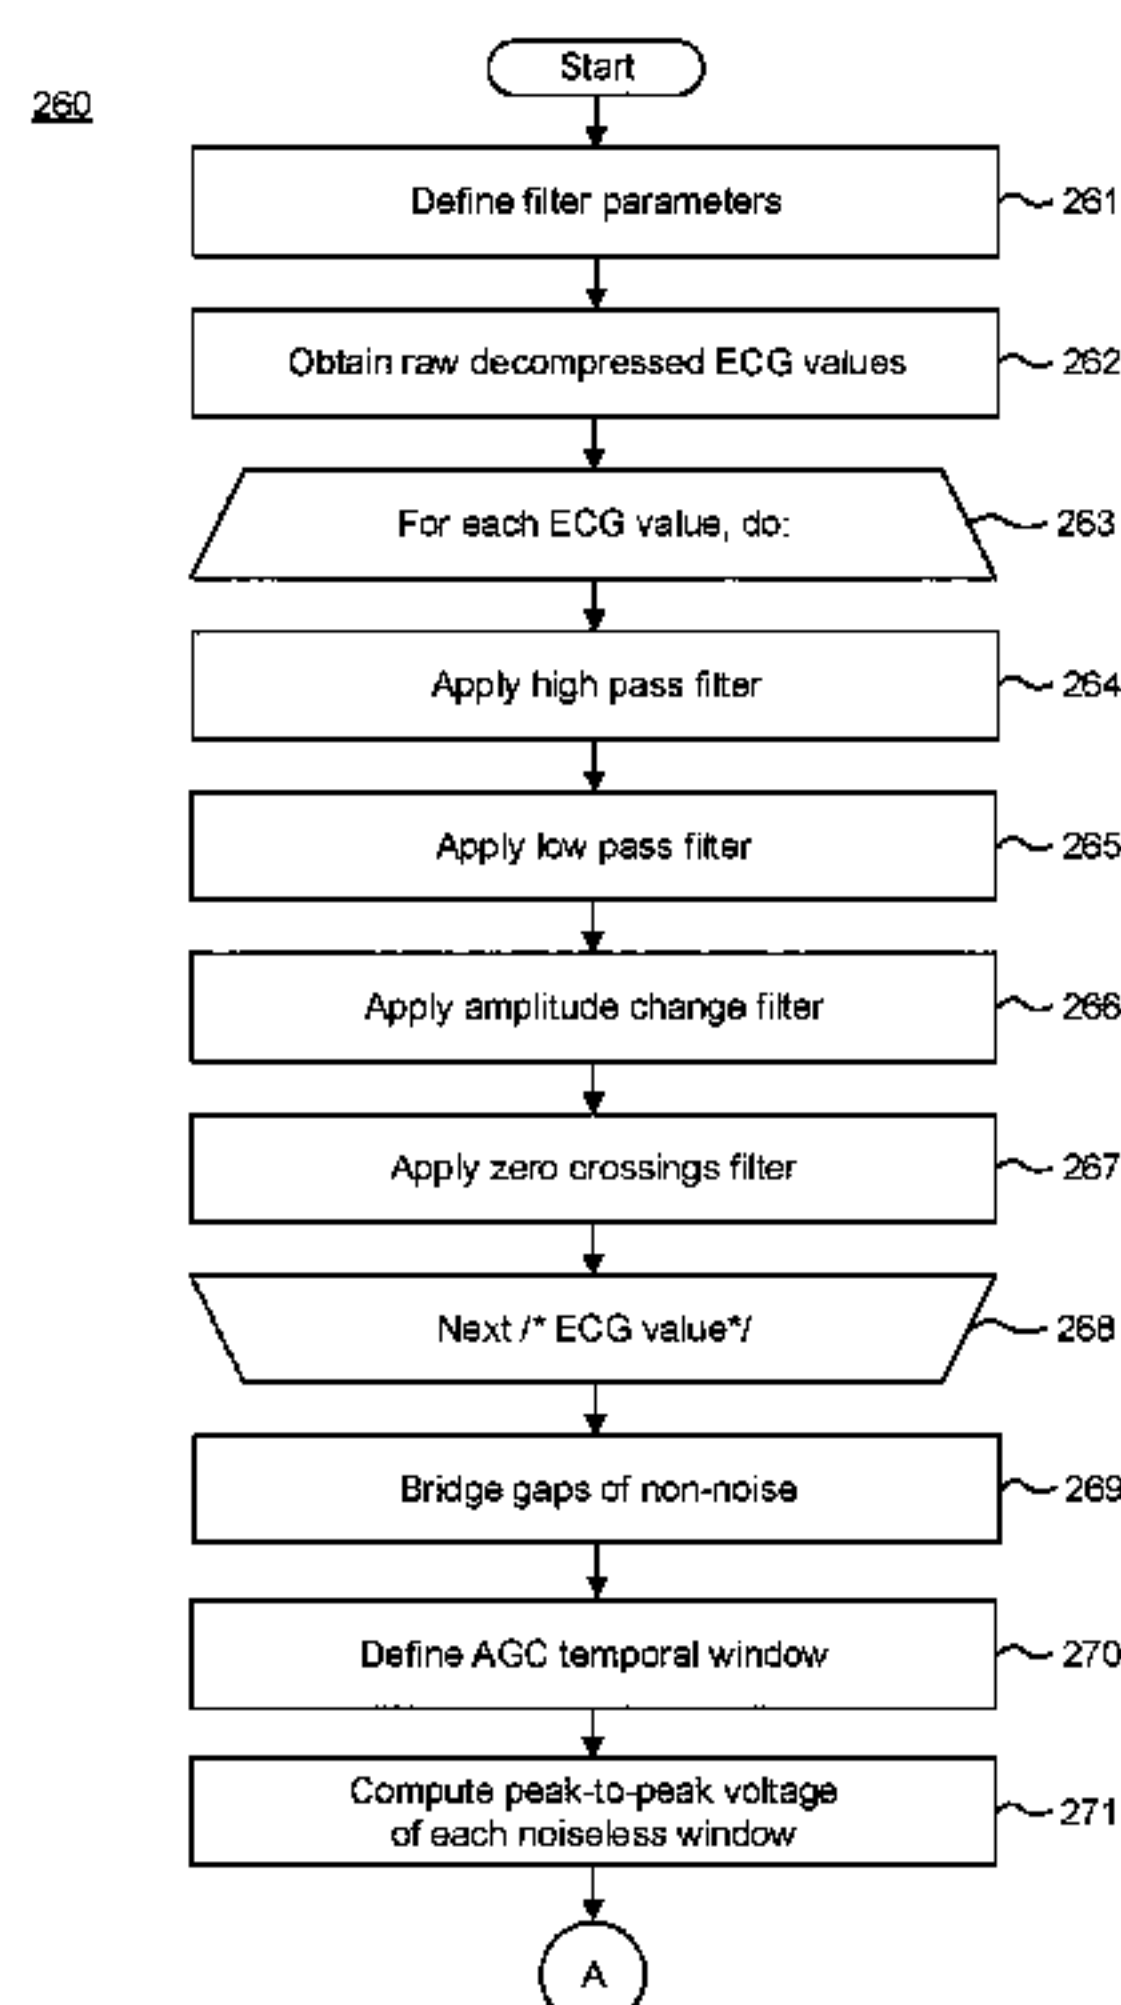 Start
260
Define filter parameters
261
Obtain raw decompressed ECG values
262
For each ECG value, do:
263
Apply high pass filter
264
Apply low pass filter
265
Apply amplitude change filter
266
Apply zero crossings filter
267
Next /* ECG value*/
268
Bridge gaps of non-noise
269
Define AGC temporal window
270
Compute peak-to-peak voltage
of each noiseless window
271
A